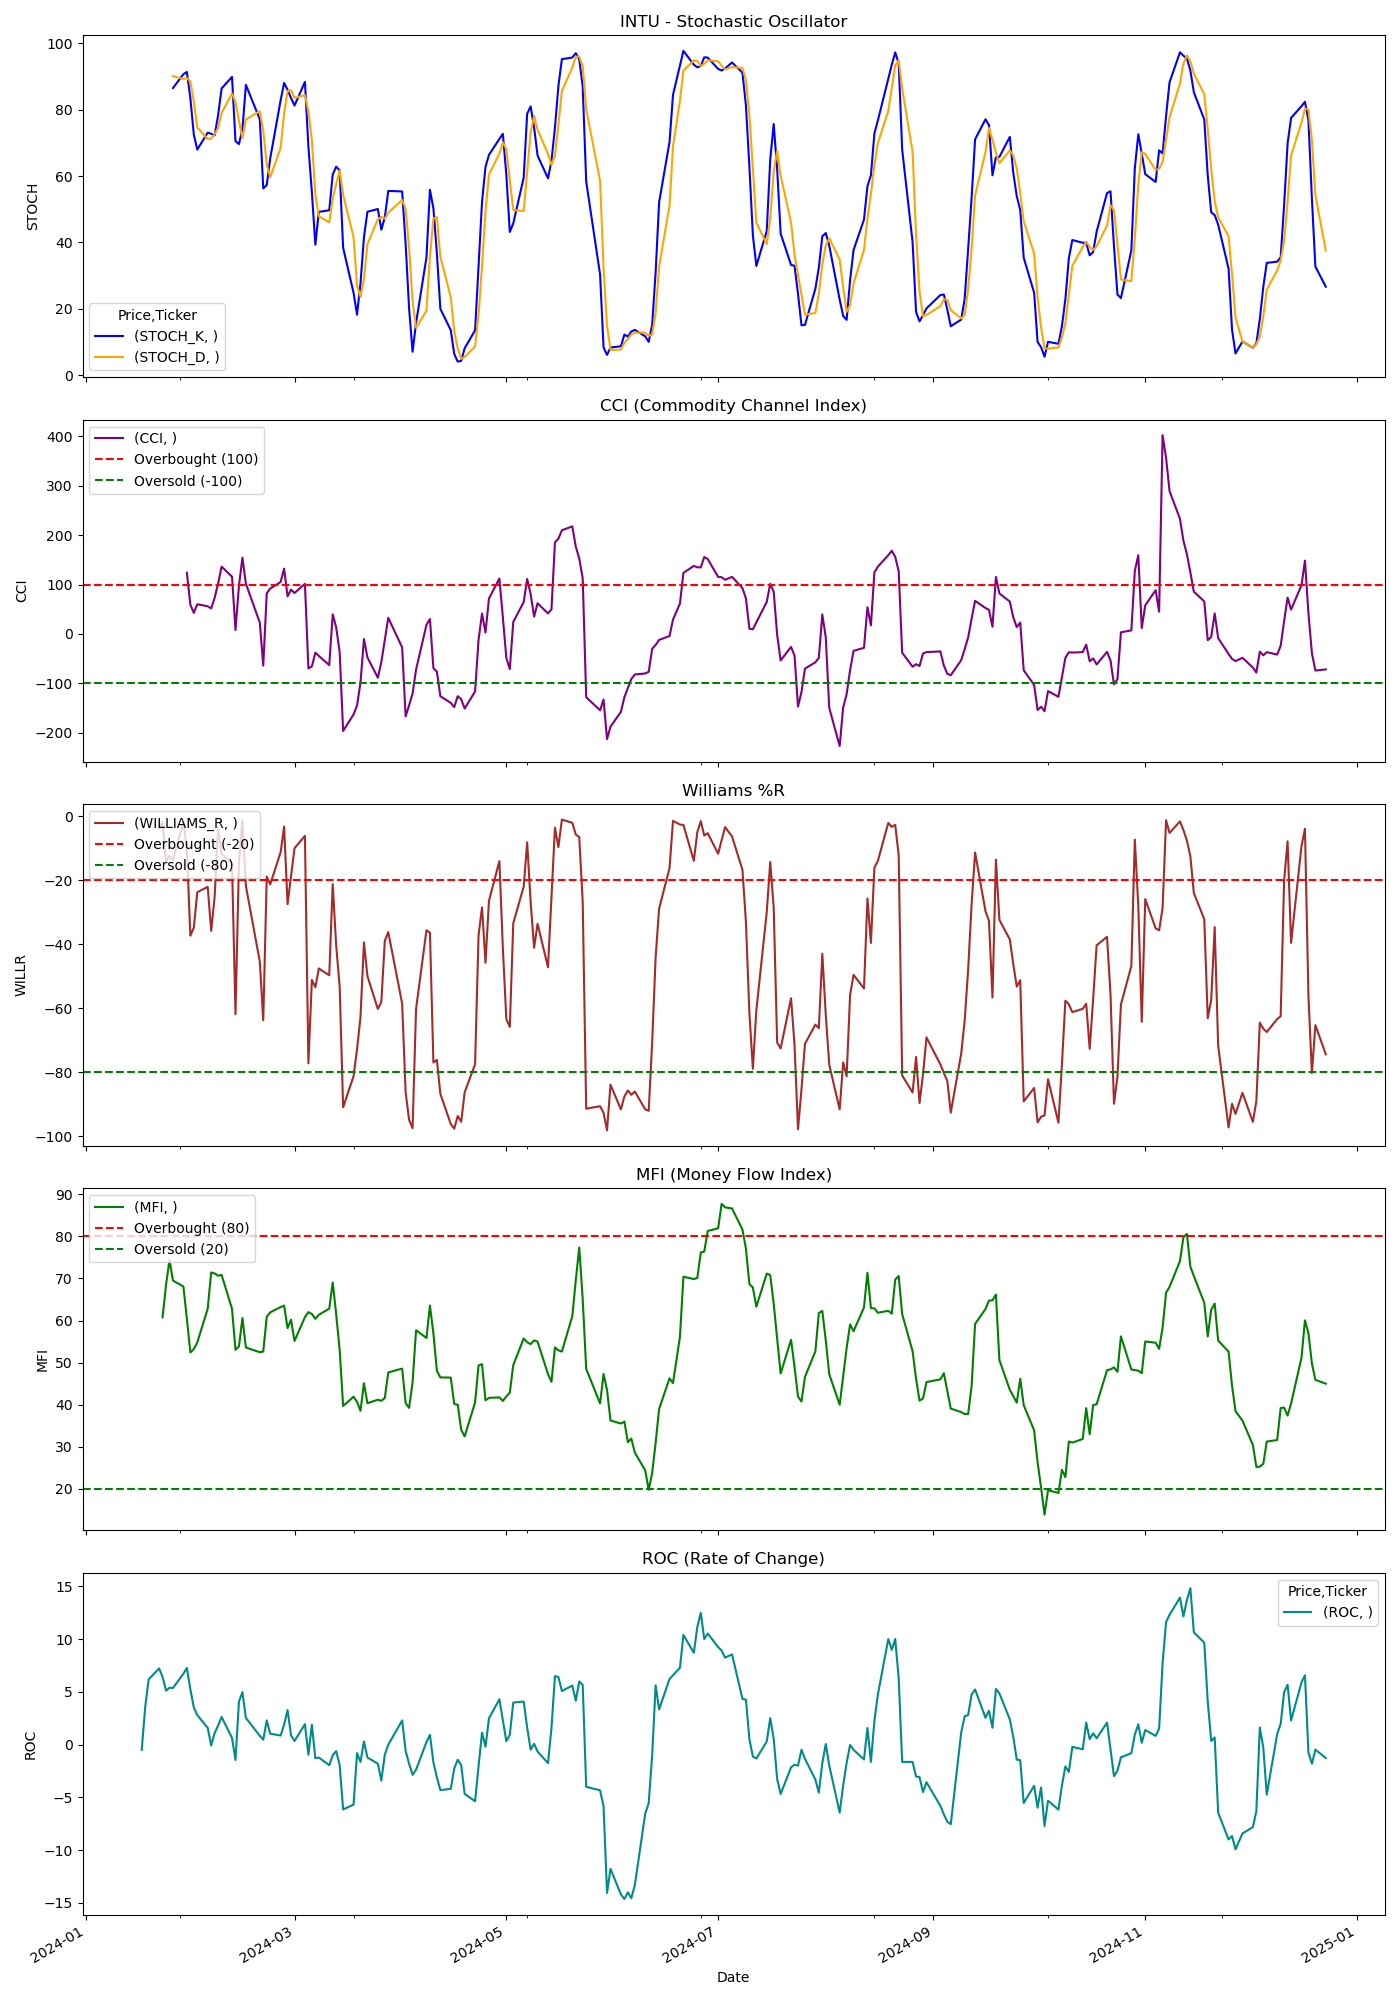 INTU - Stochastic Oscillator
100
80
60
40
20
0
STOCH
Price,Ticker
(STOCH_K, )
(STOCH_D, )
CCI (Commodity Channel Index)
400
300
200
100
0
−100
−200
CCI
(CCI, )
Overbought (100)
Oversold (-100)
Williams %R
0
−20
−40
−60
−80
−100
WILLR
(WILLIAMS_R, )
Overbought (-20)
Oversold (-80)
MFI (Money Flow Index)
90
80
70
60
50
40
30
20
MFI
(MFI, )
Overbought (80)
Oversold (20)
ROC (Rate of Change)
15
10
5
0
−5
−10
−15
ROC
Price,Ticker
(ROC, )
2024-01
2024-03
2024-05
2024-07
2024-09
2024-11
2025-01
Date